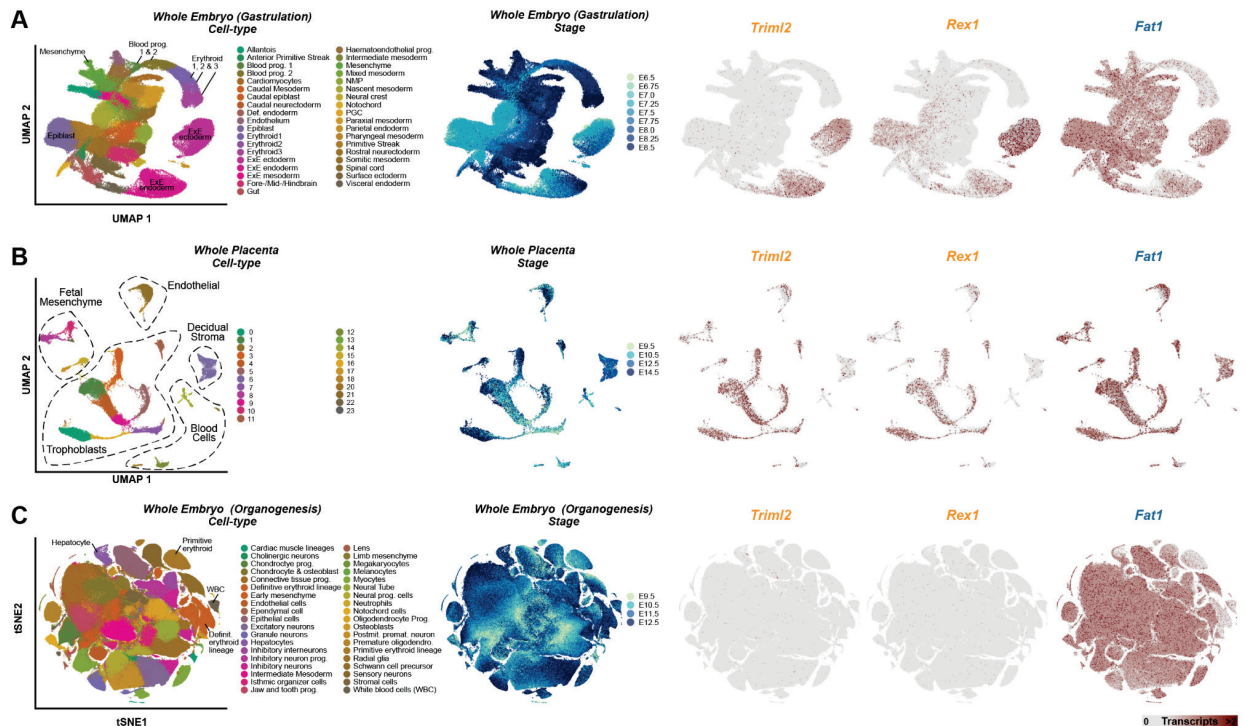 A
Whole Embryo (Gastrulation)
Cell-type
Whole Embryo (Gastrulation)
Stage
Triml2
Rex1
Fat1
Mesenchyme
Blood prog.
1 & 2
Erythroid
1, 2 & 3
Epiblast
ExE
ectoderm
ExE
endoderm
UMAP 2
UMAP 1
Allantois
Anterior Primitive Streak
Blood prog. 1
Blood prog. 2
Cardiomyocytes
Caudal Mesoderm
Caudal epiblast
Caudal neurectoderm
Def. endoderm
Endothelium
Epiblast
Erythroid1
Erythroid2
Erythroid3
ExE ectoderm
ExE endoderm
ExE mesoderm
Fore-/Mid-/Hindbrain
Gut
Haematoendothelial prog.
Intermediate mesoderm
Mesenchyme
Mixed mesoderm
NMP
Nascent mesoderm
Neural crest
Notochord
PGC
Paraxial mesoderm
Parietal endoderm
Pharyngeal mesoderm
Primitive Streak
Rostral neurectoderm
Somitic mesoderm
Spinal cord
Surface ectoderm
Visceral endoderm
E6.5
E6.75
E7.0
E7.25
E7.5
E7.75
E8.0
E8.25
E8.5
B
Whole Placenta
Cell-type
Whole Placenta
Stage
Triml2
Rex1
Fat1
Fetal
Mesenchyme
Endothelial
Decidual
Stroma
Blood
Cells
Trophoblasts
UMAP 2
UMAP 1
0
1
2
3
4
5
6
7
8
9
10
11
12
13
14
15
16
17
18
20
21
22
23
E9.5
E10.5
E12.5
E14.5
C
Whole Embryo (Organogenesis)
Cell-type
Whole Embryo (Organogenesis)
Stage
Triml2
Rex1
Fat1
Hepatocyte
Primitive
erythroid
WBC
Definit.
erythroid
lineage
tSNE2
tSNE1
Cardiac muscle lineages
Cholinergic neurons
Chondroctye prog.
Chondrocyte & osteoblast
Connective tissue prog.
Definitive erythroid lineage
Early mesenchyme
Endothelial cells
Ependymal cell
Epithelial cells
Excitatory neurons
Granule neurons
Hepatocytes
Inhibitory interneurons
Inhibitory neuron prog.
Inhibitory neurons
Intermediate Mesoderm
Isthmic organizer cells
Jaw and tooth prog.
Lens
Limb mesenchyme
Megakaryocytes
Melanocytes
Myocytes
Neural Tube
Neural prog. cells
Neutrophils
Notochord cells
Oligodendrocyte Prog.
Osteoblasts
Postmit. premat. neuron
Premature oligodendro.
Primitive erythroid lineage
Radial glia
Schwann cell precursor
Sensory neurons
Stromal cells
White blood cells (WBC)
E9.5
E10.5
E11.5
E12.5
0 Transcripts >2